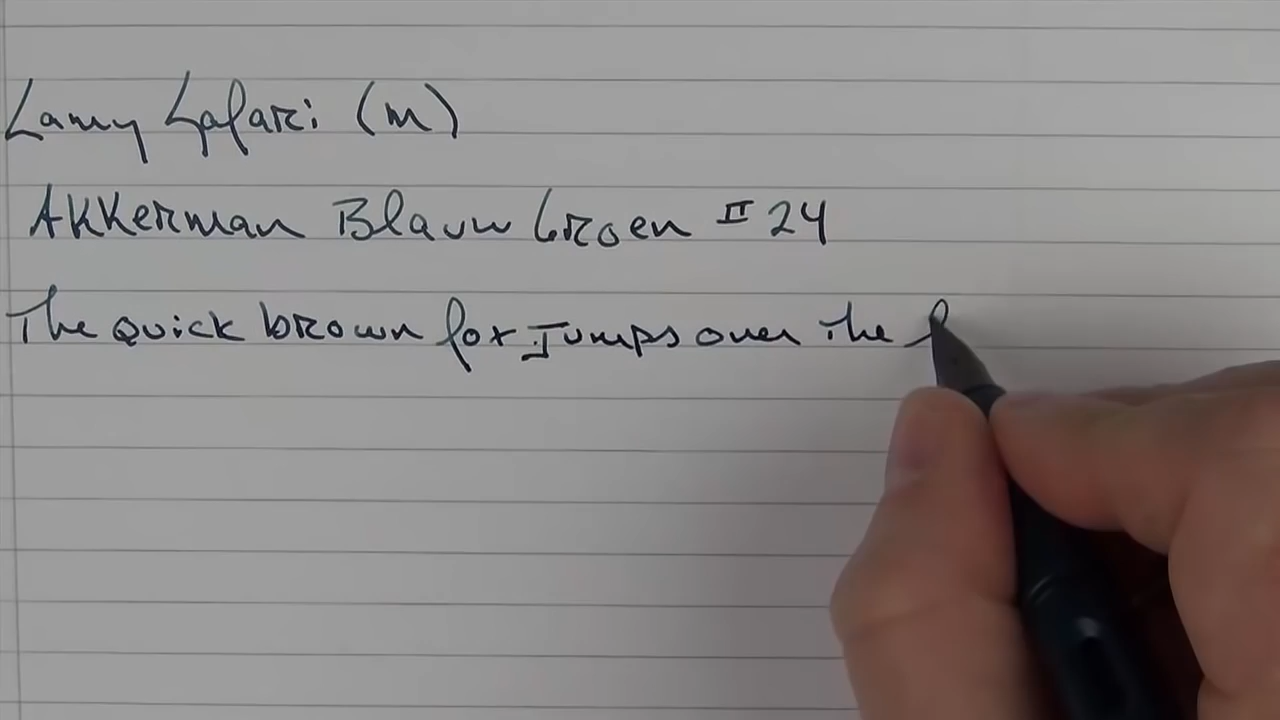 Lamy Safari (M)
Akkerman Blauw Groen #24
The quick brown fox Jumps over the l